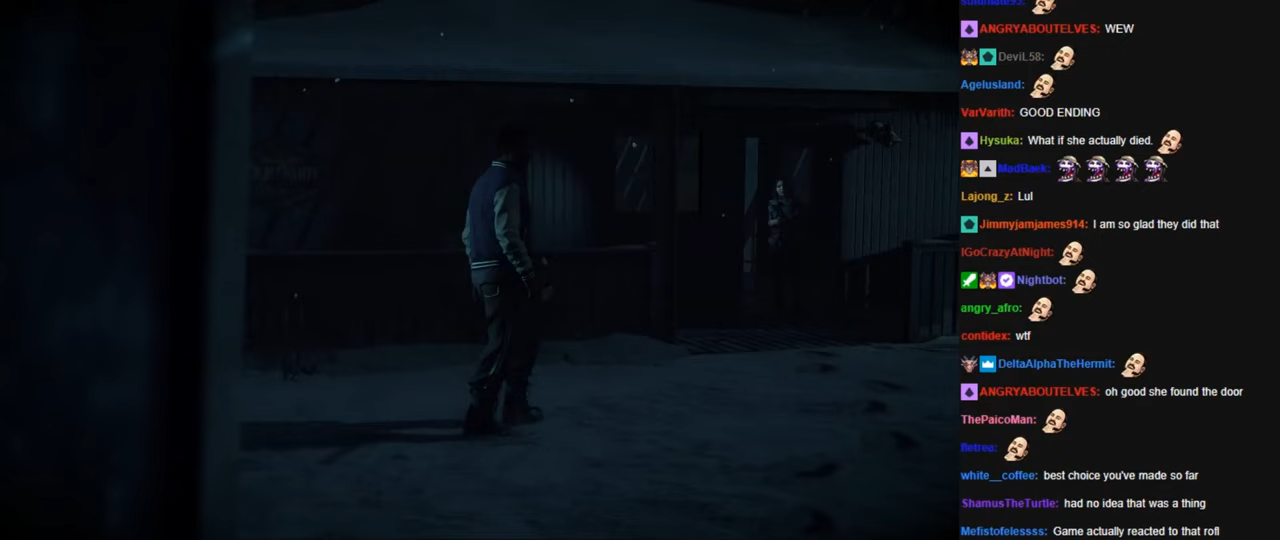 ANGRYABOUTELVES: WEW
DeviL58:
Agelusland:
VarVarith: GOOD ENDING
Hysuka: What if she actually died.
ModBaek:
Lajong_z: Lul
Jimmyjamjames914: I am so glad they did that
IGoCrazyAtNight:
Nightbot:
angry_afro:
contidex: wtf
DeltaAlphaTheHermit:
ANGRYABOUTELVES: oh good she found the door
ThePaicoMan:
white__coffee: best choice you've made so far
ShamusTheTurtle: had no idea that was a thing
Mefistofelessss: Game actually reacted to that rofl